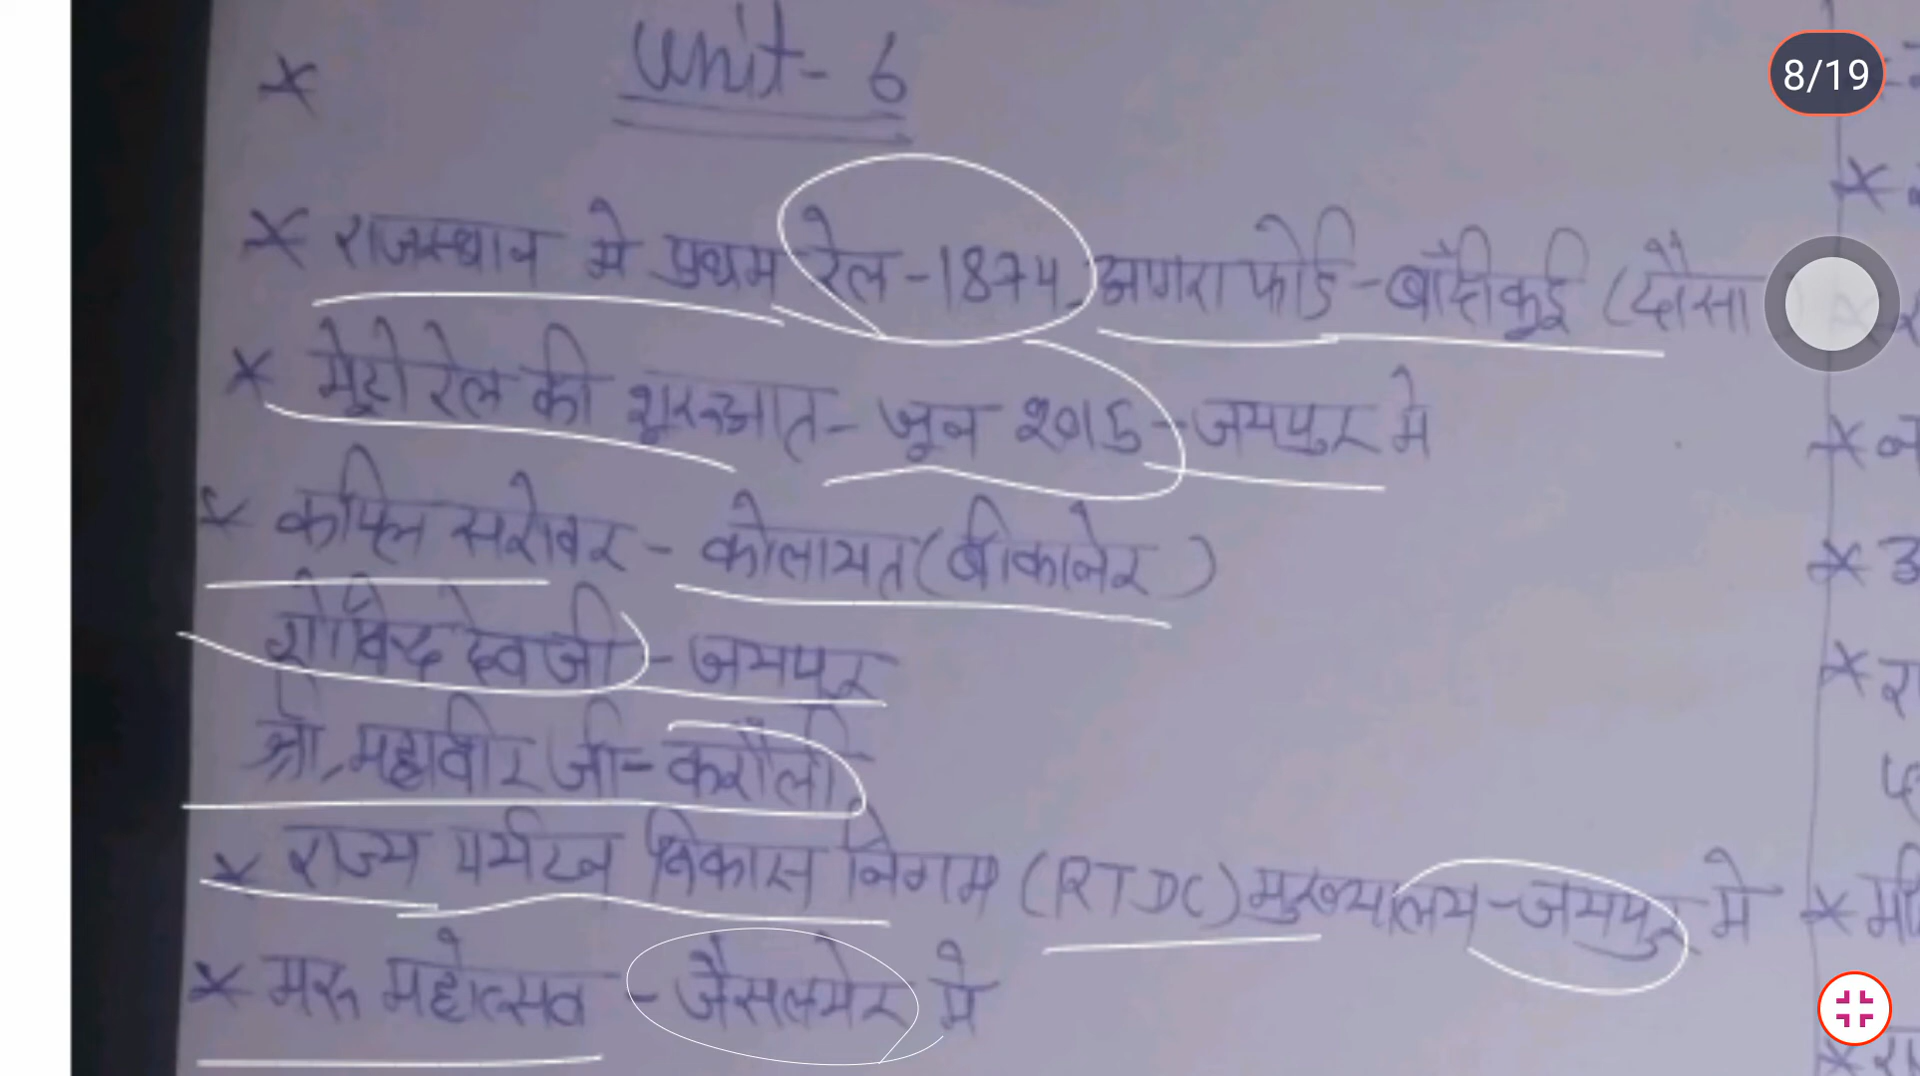 Unit - 6
8/19
* राजस्थान मे प्रथम रेल - 1874 आगरा फोर्ड - बाँदीकुई (दौसा
* मेट्रो रेल की शुरूआत - जून 2015 - जयपुर मे
* कपिल सरोवर - कोलायत (बीकानेर)
गोविन्द देव जी - जयपुर
श्री महावीर जी - करौली
* राज्य पर्यटन विकास निगम (RTDC) मुख्यालय - जयपुर मे
* मरु महोत्सव - जैसलमेर मे